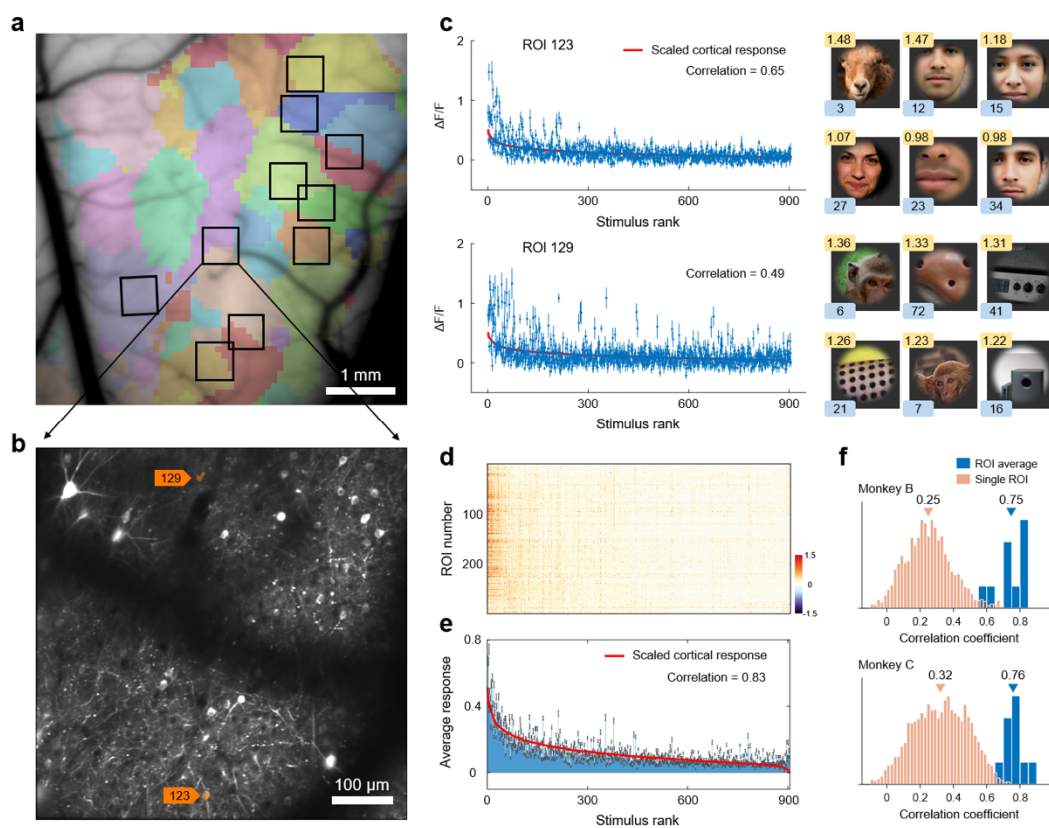 a
1 mm
b
129
123
100 µm
c
ROI 123
Scaled cortical response
Correlation = 0.65
2
1
0
ΔF/F
0
300
600
900
Stimulus rank
ROI 129
Correlation = 0.49
2
1
0
ΔF/F
0
300
600
900
Stimulus rank
1.48
3
1.47
12
1.18
15
1.07
27
0.98
23
0.98
34
1.36
6
1.33
72
1.31
41
1.26
21
1.23
7
1.22
16
d
ROI number
100
200
1.5
0
-1.5
e
Scaled cortical response
Correlation = 0.83
Average response
0.8
0.4
0
0
300
600
900
Stimulus rank
f
ROI average
Single ROI
Monkey B
0.25
0.75
0
0.2
0.4
0.6
0.8
Correlation coefficient
Monkey C
0.32
0.76
0
0.2
0.4
0.6
0.8
Correlation coefficient